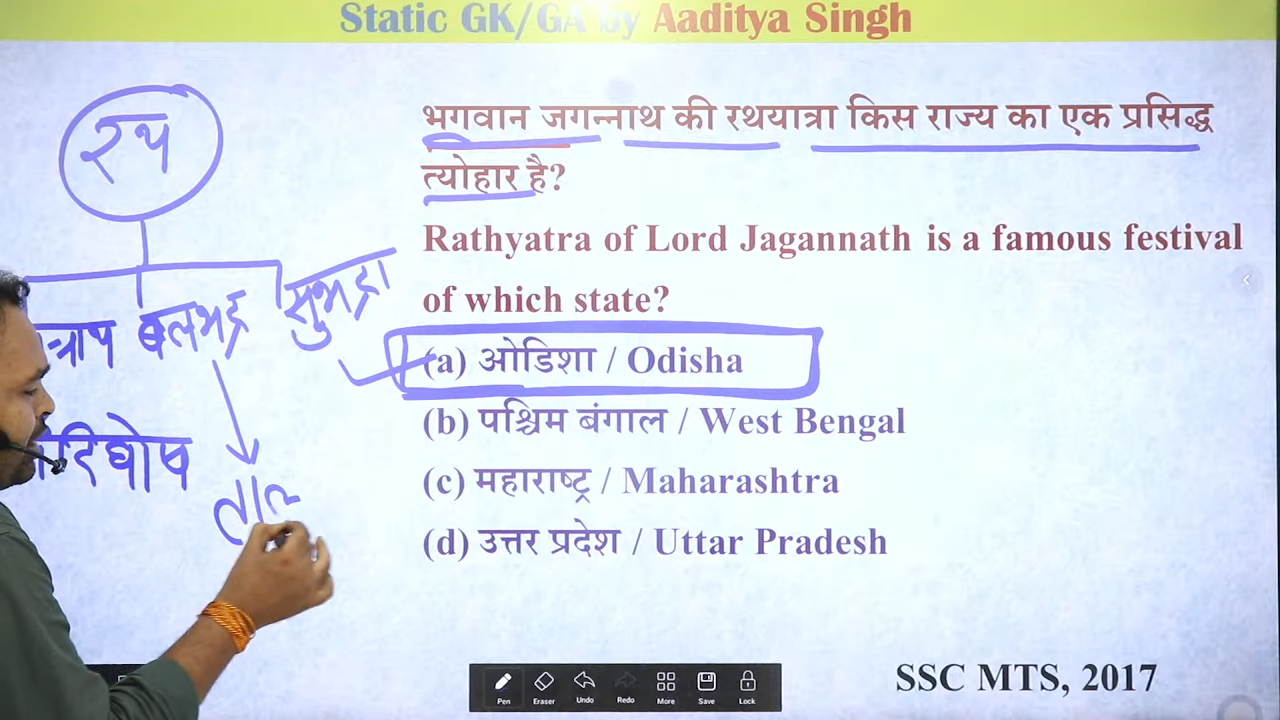 Static GK/GA by Aaditya Singh
रथ
बलभद्र सुभद्रा
भगवान जगन्नाथ की रथयात्रा किस राज्य का एक प्रसिद्ध
त्योहार है?
Rathyatra of Lord Jagannath is a famous festival
of which state?
(a) ओडिशा / Odisha
(b) पश्चिम बंगाल / West Bengal
(c) महाराष्ट्र / Maharashtra
(d) उत्तर प्रदेश / Uttar Pradesh
SSC MTS, 2017
Pen Eraser Undo Redo More Save Lock